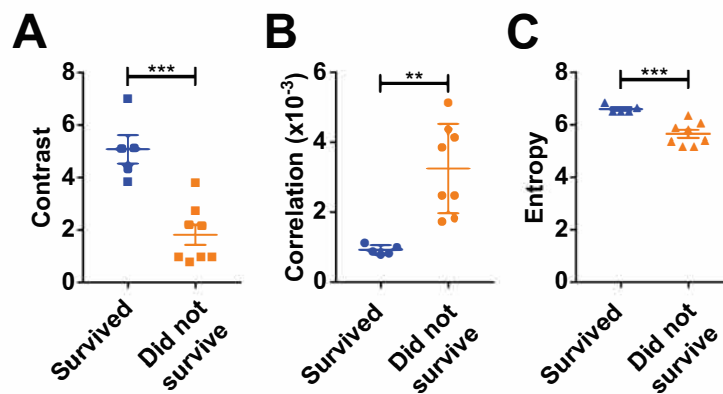 A
Contrast
8
6
4
2
0
***
Survived
Did not
survive
B
Correlation (x10-3)
6
4
2
0
**
Survived
Did not
survive
C
Entropy
8
6
4
2
0
***
Survived
Did not
survive